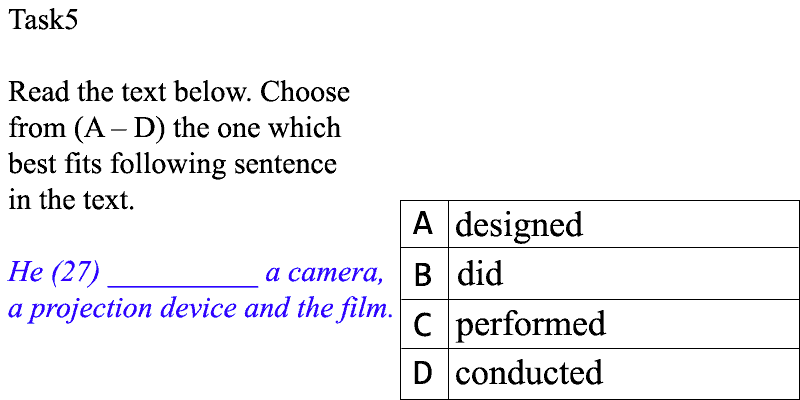 Task5
Read the text below. Choose
from (A – D) the one which
best fits following sentence
in the text.
He (27) __________ a camera,
a projection device and the film.
A designed
B did
C performed
D conducted